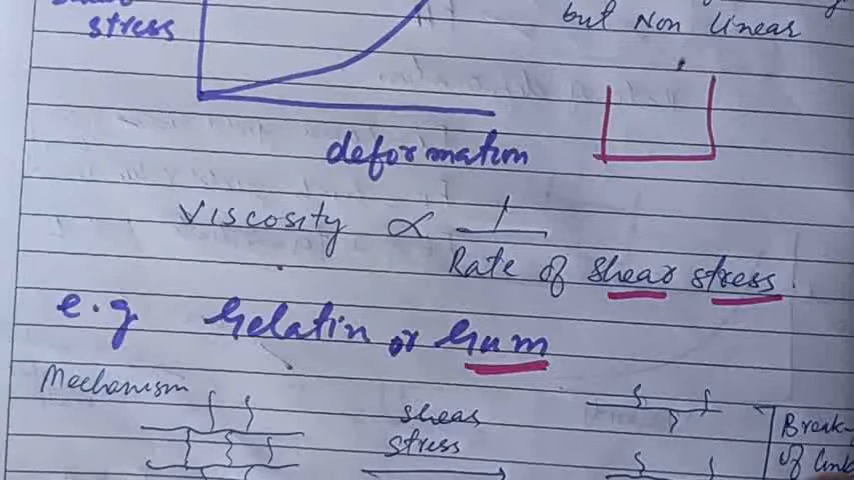 stress
but Non linear
deformation
Viscosity ∝ 1
Rate of shear stress.
e.g Gelatin or Gum
Mechanism
shear
stress
Break-
of link